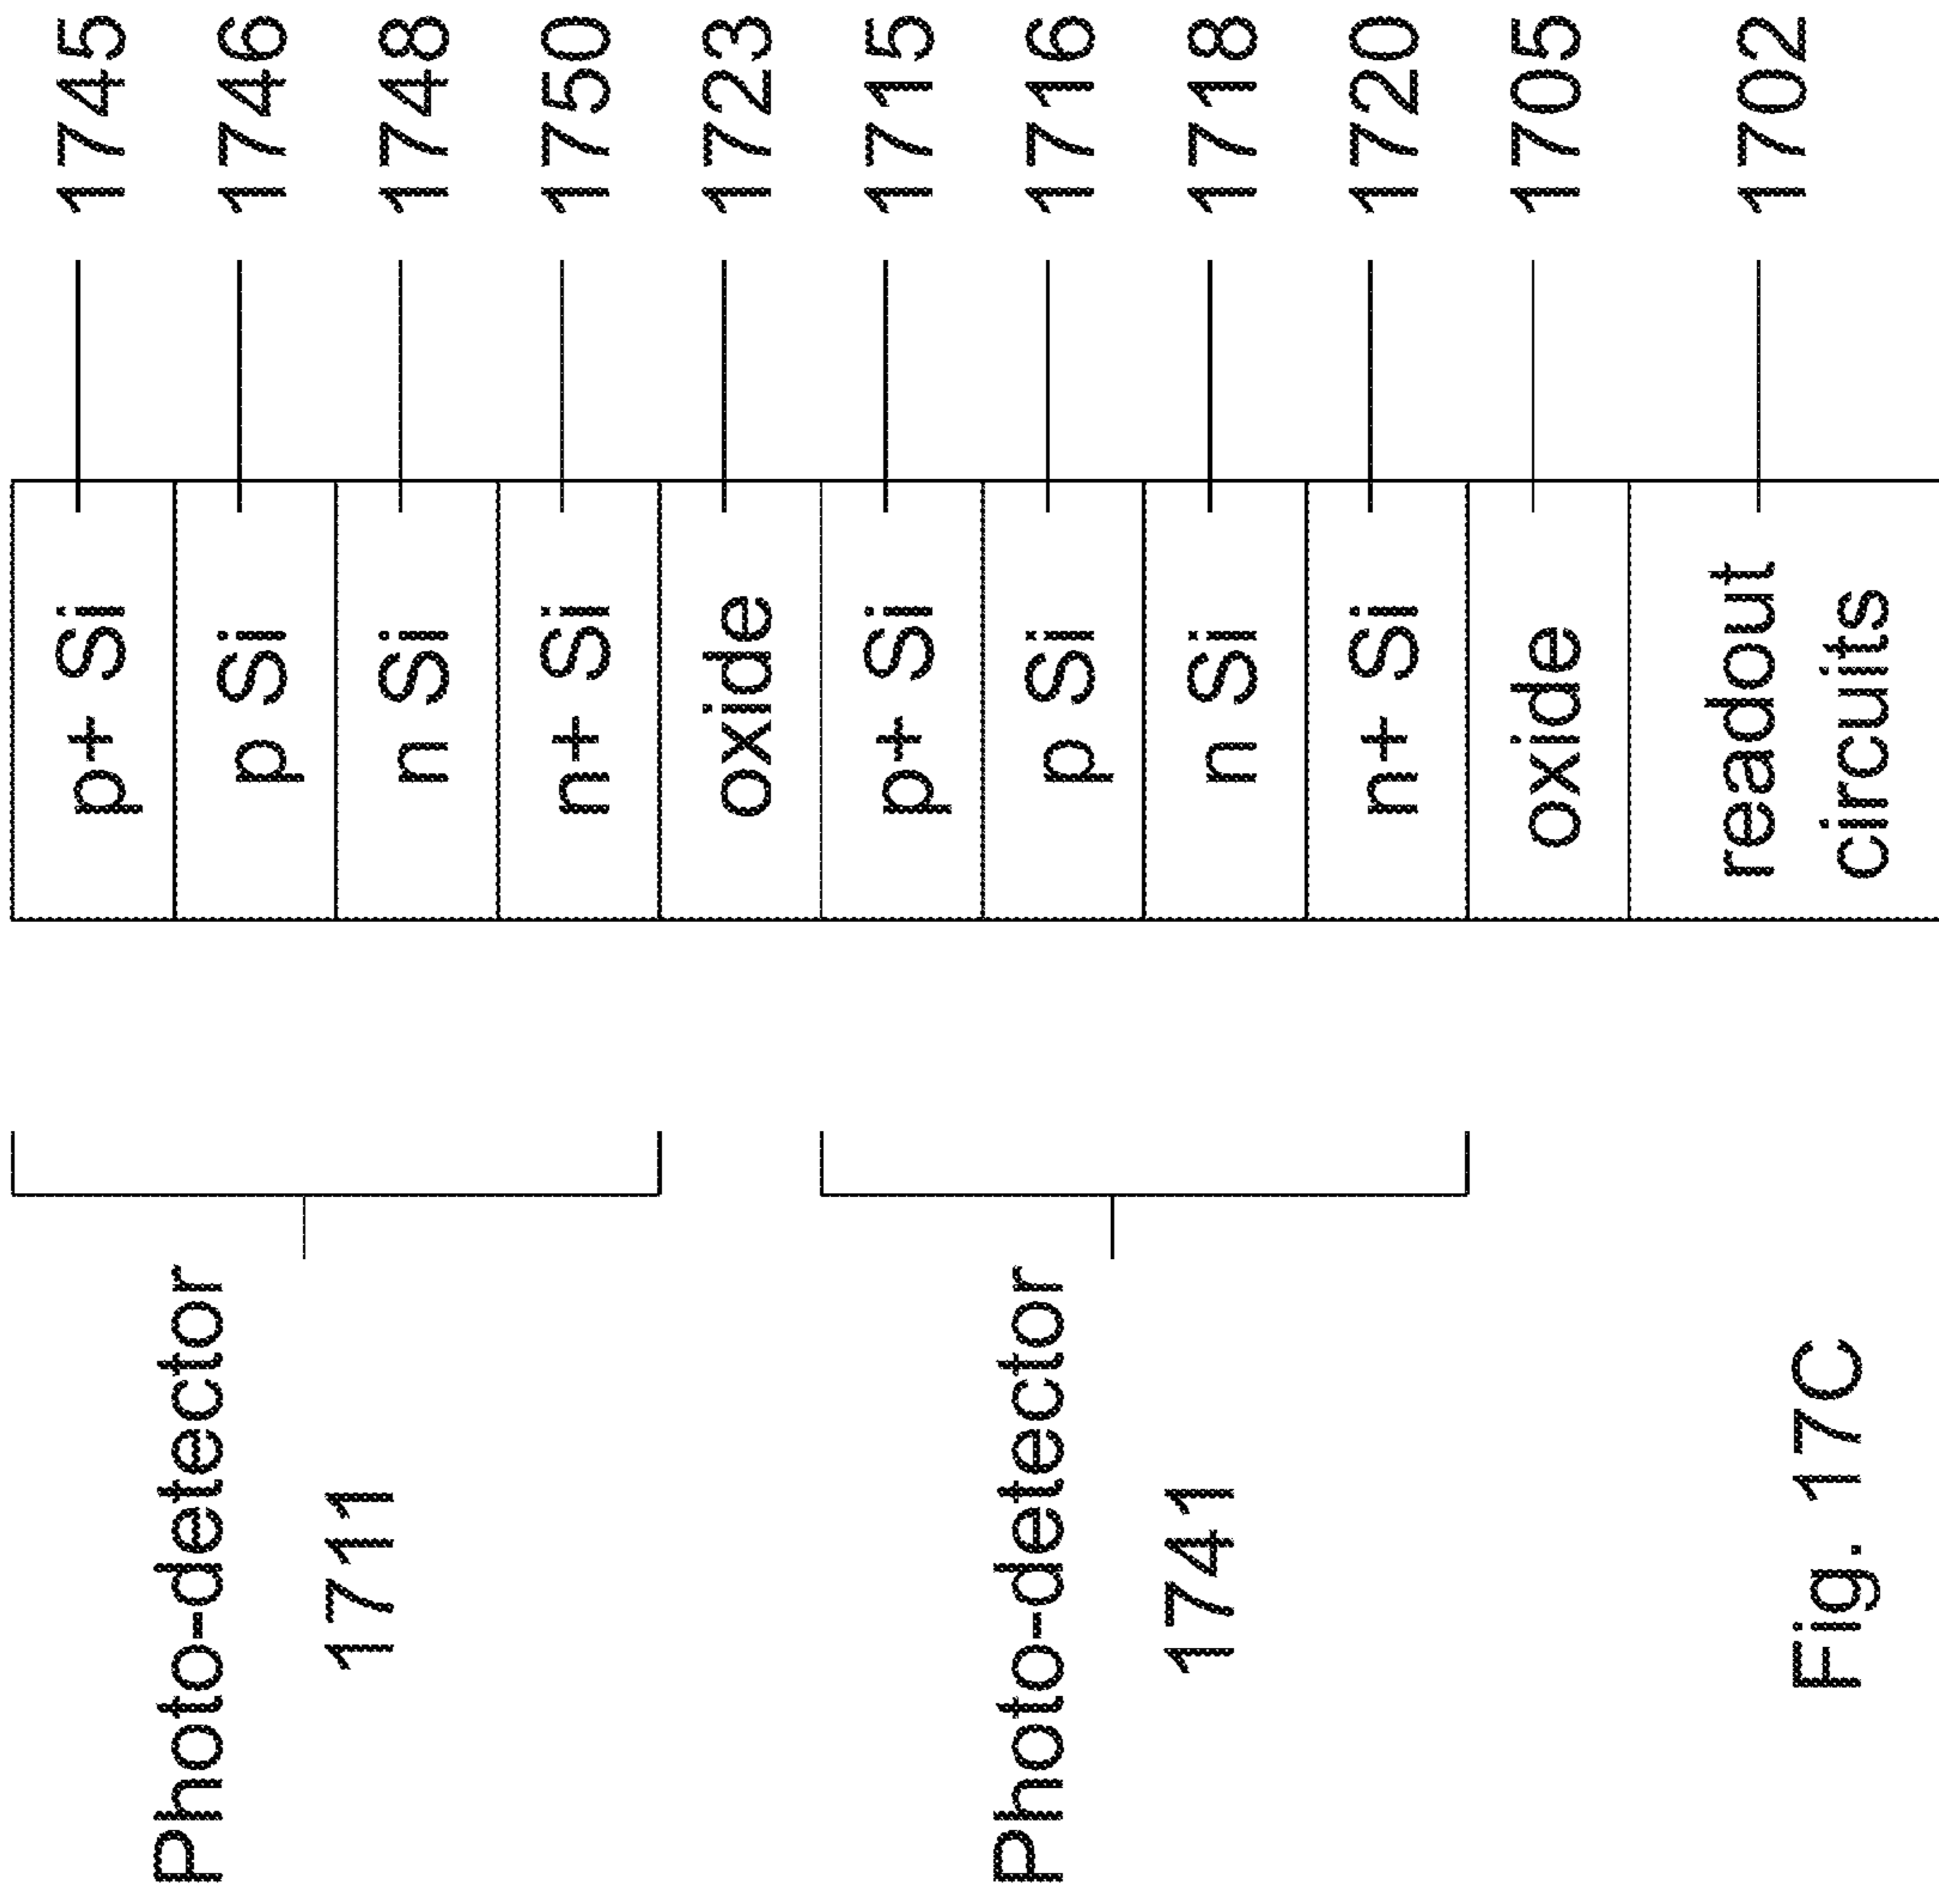 Photo-detector
1711
Photo-detector
1741
p+ Si
1745
p Si
1746
n Si
1748
n+ Si
1750
oxide
1723
p+ Si
1715
p Si
1716
n Si
1718
n+ Si
1720
oxide
1705
readout
circuits
1702
Fig. 17C